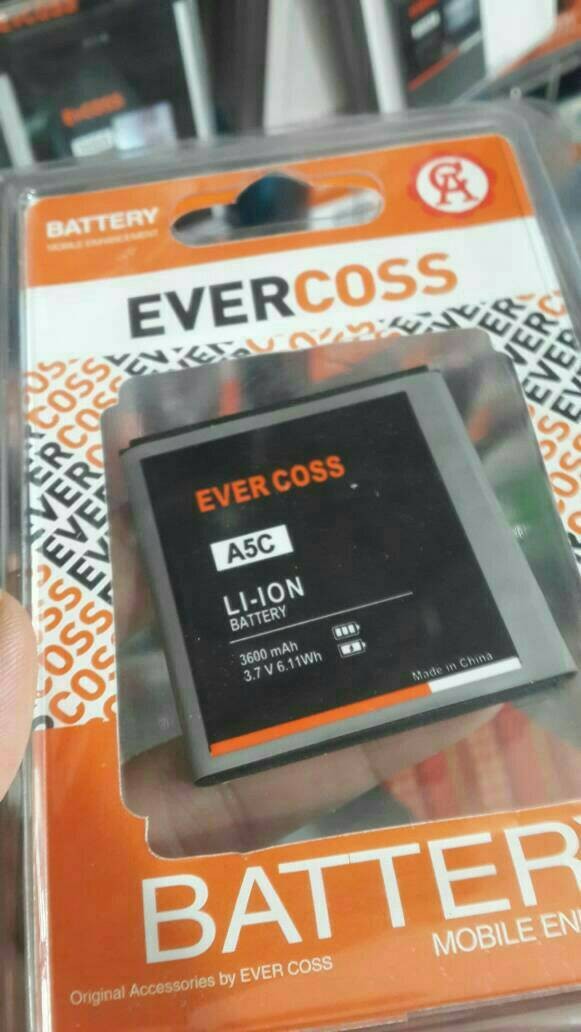 BATTERY
MOBILE ENHANCEMENT
EVERCOSS
EVER COSS
A5C
LI-ION
BATTERY
3600 mAh
3.7 V 6.11Wh
Made in China
BATTER
MOBILE EN
Original Accessories by EVER COSS